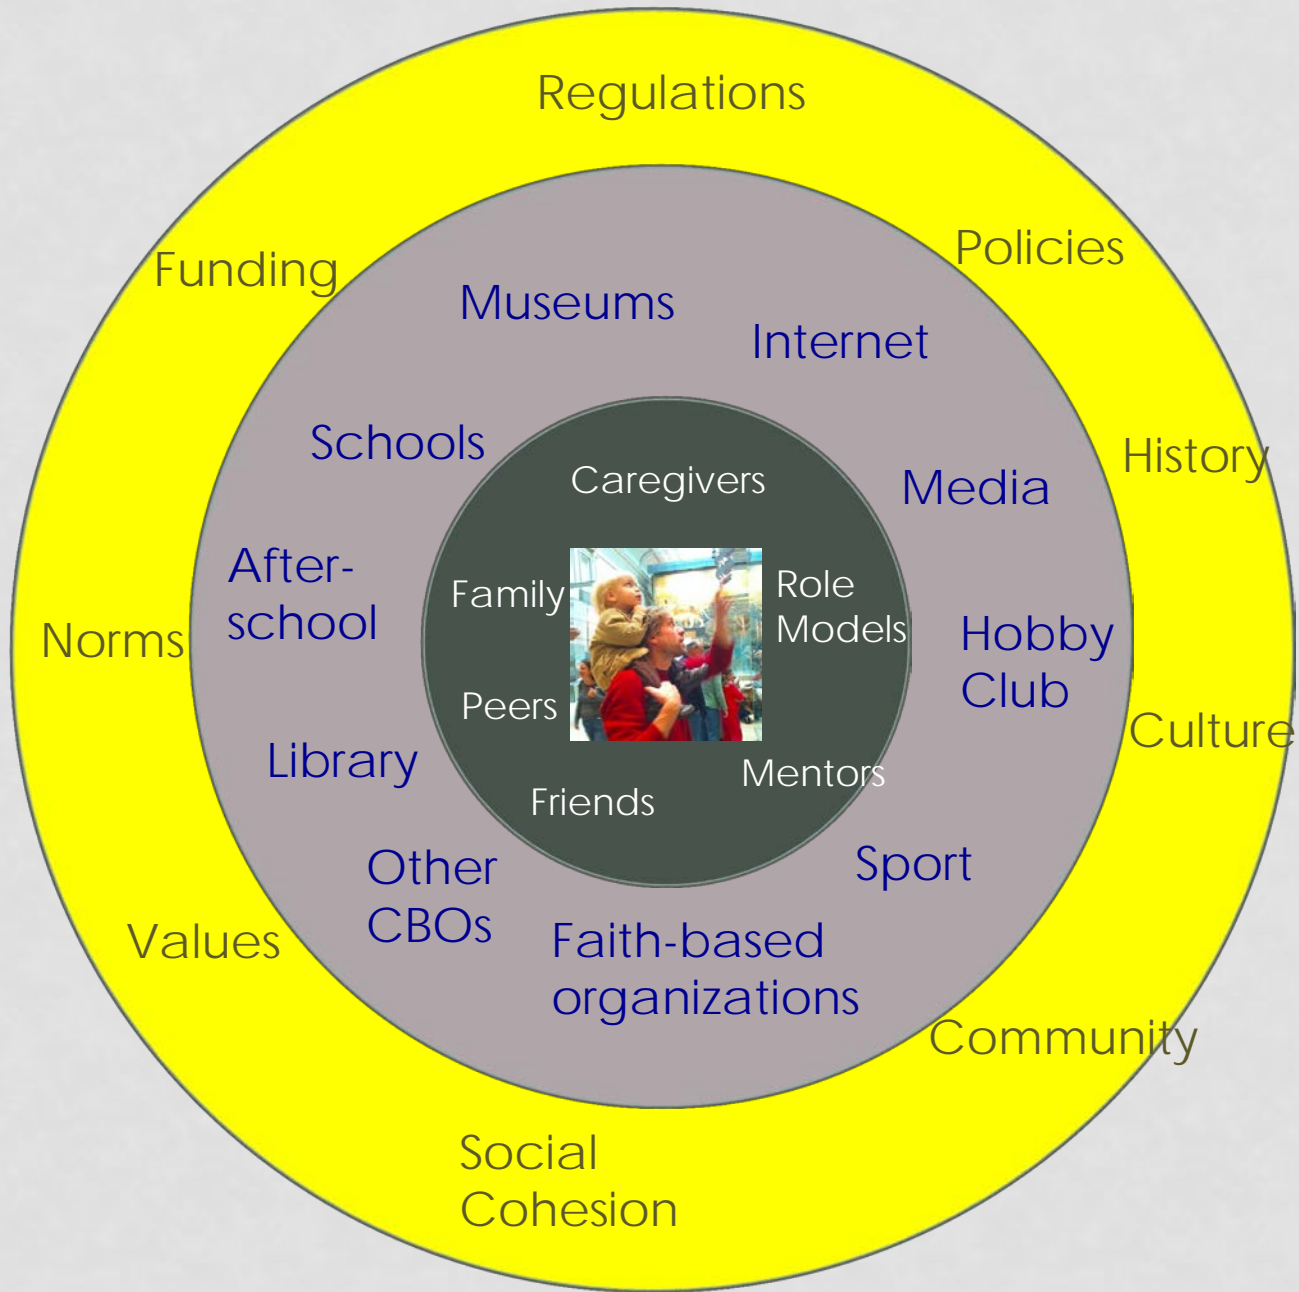 Regulations
Policies
Funding
Museums
Internet
Schools
History
Caregivers
Media
After-
school
Family
Role
Models
Norms
Hobby
Club
Peers
Culture
Library
Mentors
Friends
Other
CBOs
Sport
Values
Faith-based
organizations
Community
Social
Cohesion